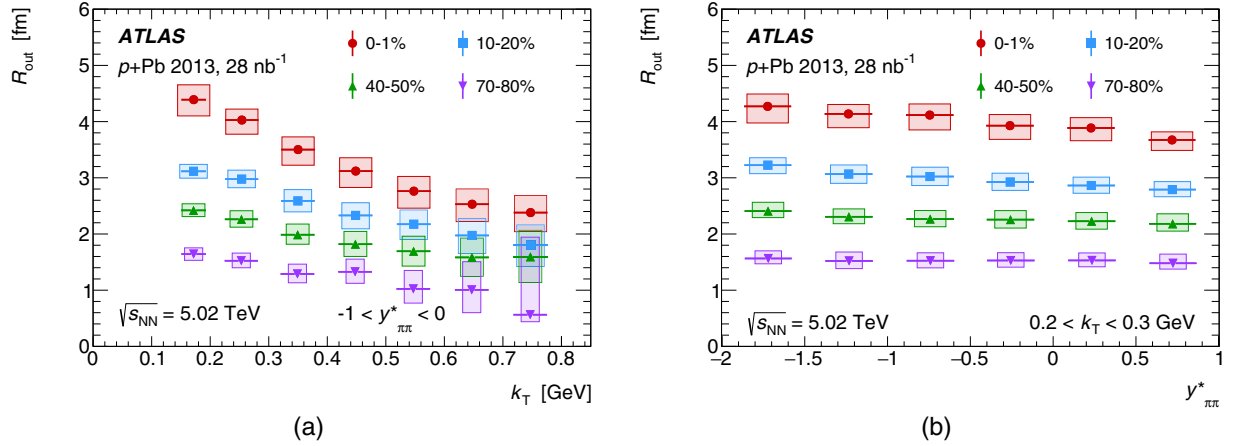 R_out [fm]
6
5
4
3
2
1
0
ATLAS
p+Pb 2013, 28 nb⁻¹
0-1%
10-20%
40-50%
70-80%
√s_NN = 5.02 TeV
-1 < y*_ππ < 0
0 0.1 0.2 0.3 0.4 0.5 0.6 0.7 0.8
k_T [GeV]
(a)
R_out [fm]
6
5
4
3
2
1
0
ATLAS
p+Pb 2013, 28 nb⁻¹
0-1%
10-20%
40-50%
70-80%
√s_NN = 5.02 TeV
0.2 < k_T < 0.3 GeV
−2 −1.5 −1 −0.5 0 0.5 1
y*_ππ
(b)